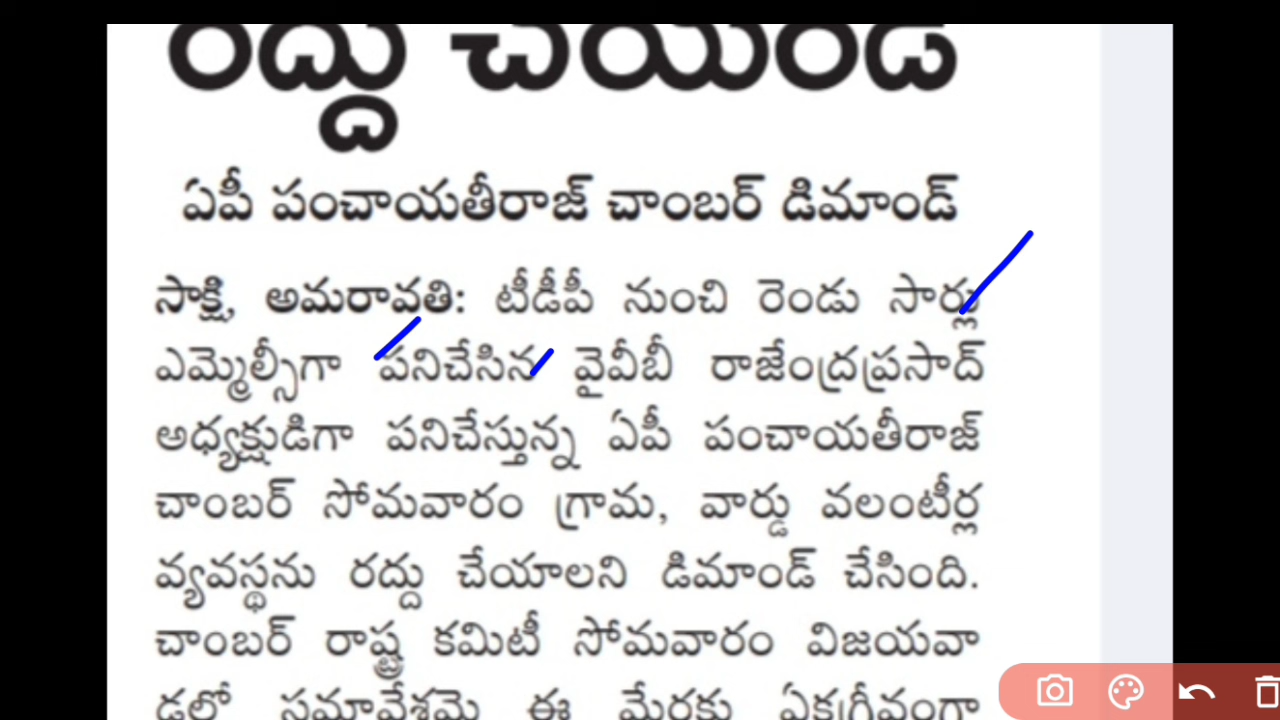 రద్దు చేయండి
ఏపీ పంచాయతీరాజ్ చాంబర్ డిమాండ్
సాక్షి, అమరావతి: టీడీపీ నుంచి రెండు సార్లు
ఎమ్మెల్సీగా పనిచేసిన వైవీబీ రాజేంద్రప్రసాద్
అధ్యక్షుడిగా పనిచేస్తున్న ఏపీ పంచాయతీరాజ్
చాంబర్ సోమవారం గ్రామ, వార్డు వలంటీర్ల
వ్యవస్థను రద్దు చేయాలని డిమాండ్ చేసింది.
చాంబర్ రాష్ట్ర కమిటీ సోమవారం విజయవా
డలో సమావేశమై ఈ మేరకు ఏకగ్రీవంగా